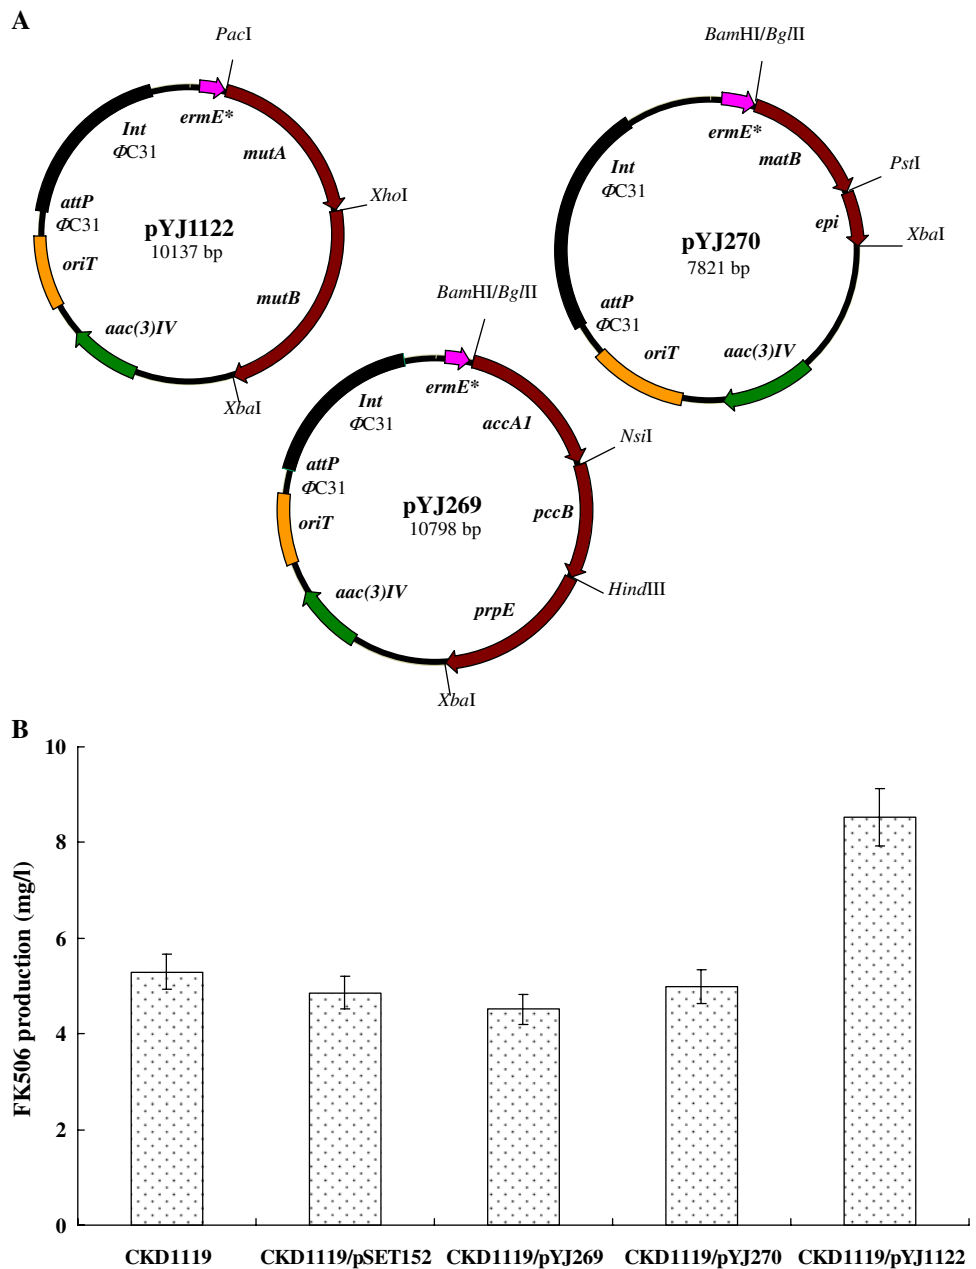 A
PacI
ermE*
Int
ΦC31
mutA
attP
ΦC31
XhoI
pYJ1122
10137 bp
oriT
mutB
aac(3)IV
XbaI
BamHI/BglII
ermE*
Int
ΦC31
matB
PstI
epi
XbaI
pYJ270
7821 bp
attP
ΦC31
oriT
aac(3)IV
BamHI/BglII
ermE*
Int
ΦC31
accA1
NsiI
attP
ΦC31
pYJ269
10798 bp
pccB
oriT
HindIII
aac(3)IV
prpE
XbaI
B
10
8
6
4
2
0
FK506 production (mg/l)
CKD1119 CKD1119/pSET152 CKD1119/pYJ269 CKD1119/pYJ270 CKD1119/pYJ1122